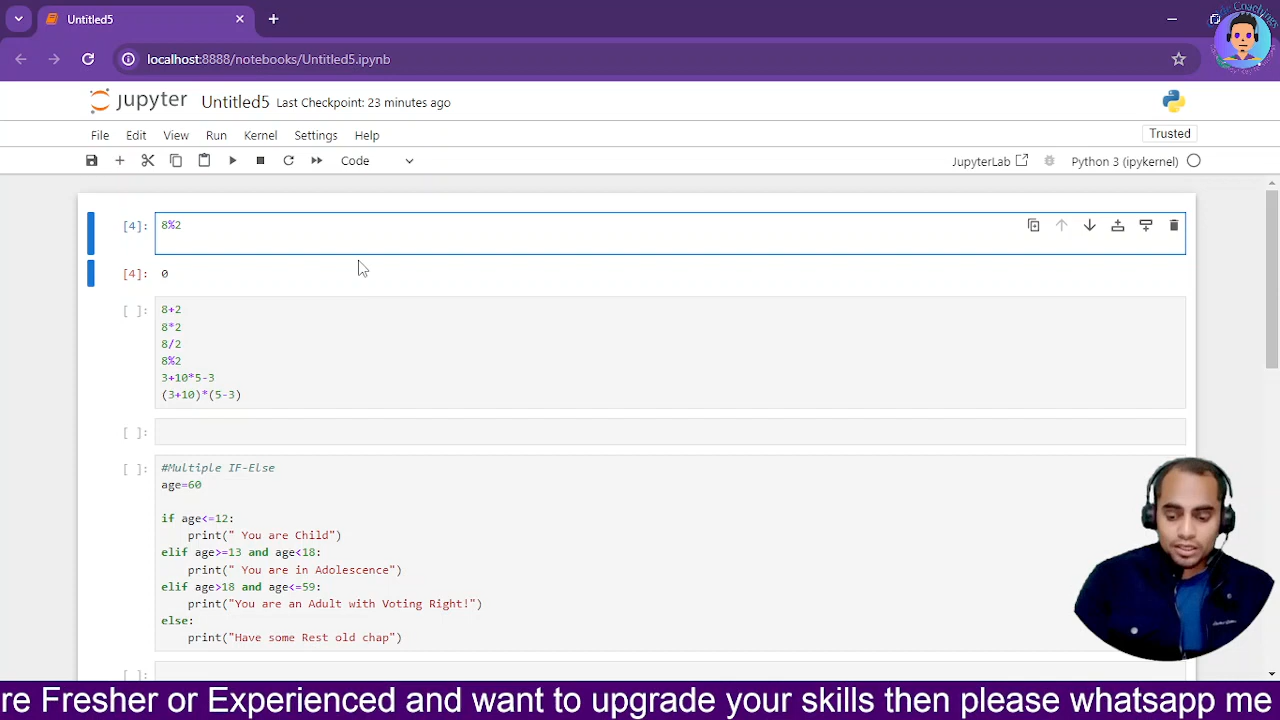 Untitled5
localhost:8888/notebooks/Untitled5.ipynb
jupyter Untitled5 Last Checkpoint: 23 minutes ago
File Edit View Run Kernel Settings Help
Trusted
Code
JupyterLab
Python 3 (ipykernel)
[4]: 8%2
[4]: 0
[ ]: 8+2
8*2
8/2
8%2
3+10*5-3
(3+10)*(5-3)
[ ]:
[ ]: #Multiple IF-Else
age=60
if age<=12:
print(" You are Child")
elif age>=13 and age<18:
print(" You are in Adolescence")
elif age>18 and age<=59:
print("You are an Adult with Voting Right!")
else:
print("Have some Rest old chap")
[ ]:
re Fresher or Experienced and want to upgrade your skills then please whatsapp me